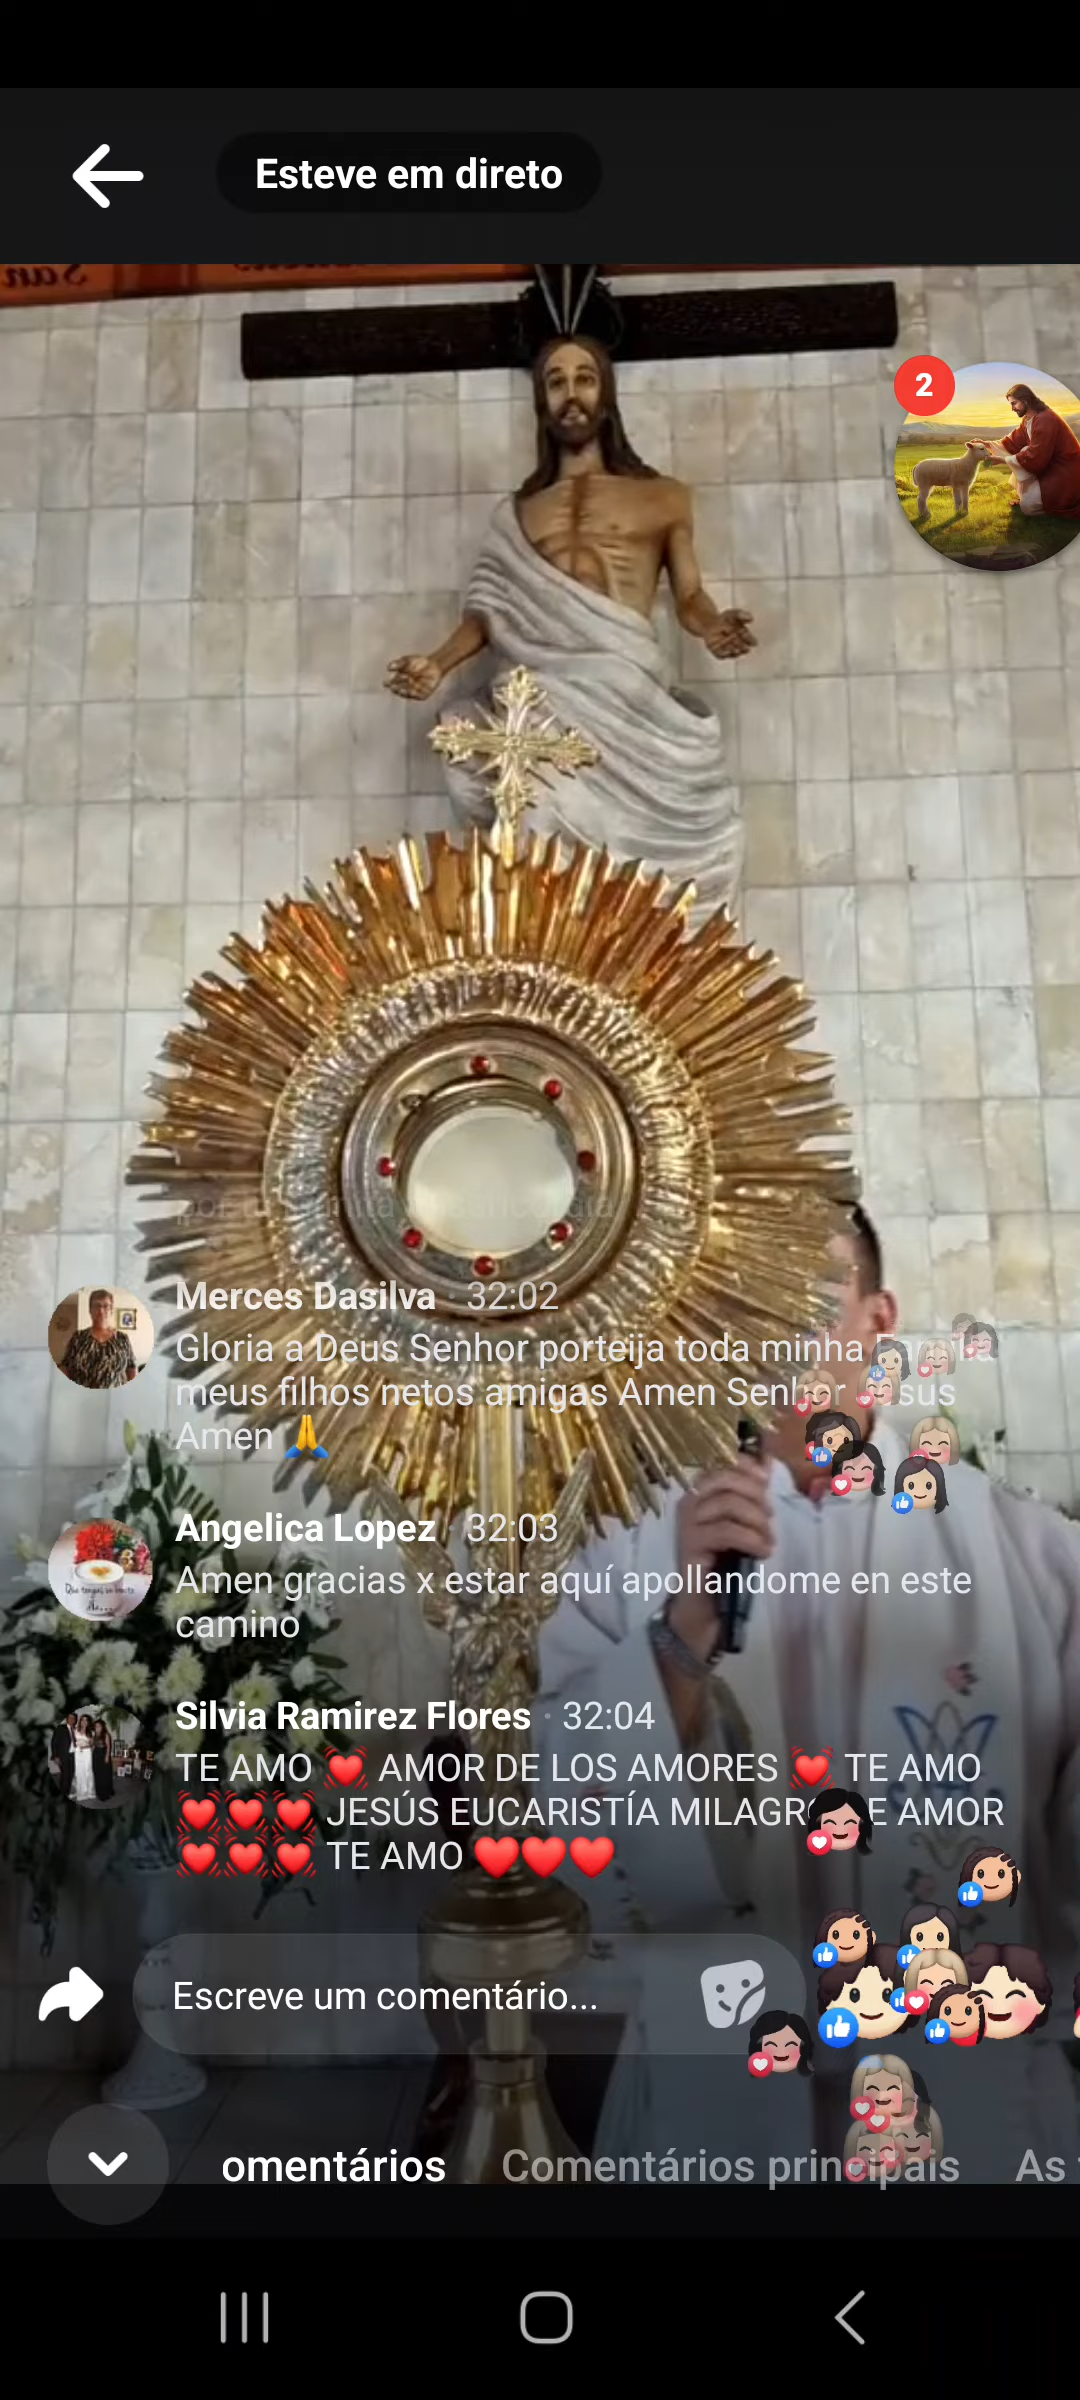 Esteve em direto
San
2
Merces Dasilva · 32:02
Gloria a Deus Senhor porteija toda minha
meus filhos netos amigas Amen
Amen 🙏
Angelica Lopez · 32:03
Amen gracias x estar aquí apollandome en este
camino
Silvia Ramirez Flores · 32:04
TE AMO 💓 AMOR DE LOS AMORES 💓 TE AMO
💓💓💓 JESÚS EUCARISTÍA MILAGRO DE AMOR
💓💓💓 TE AMO ❤️❤️❤️
Escreve um comentário...
omentários
Comentários principais
As